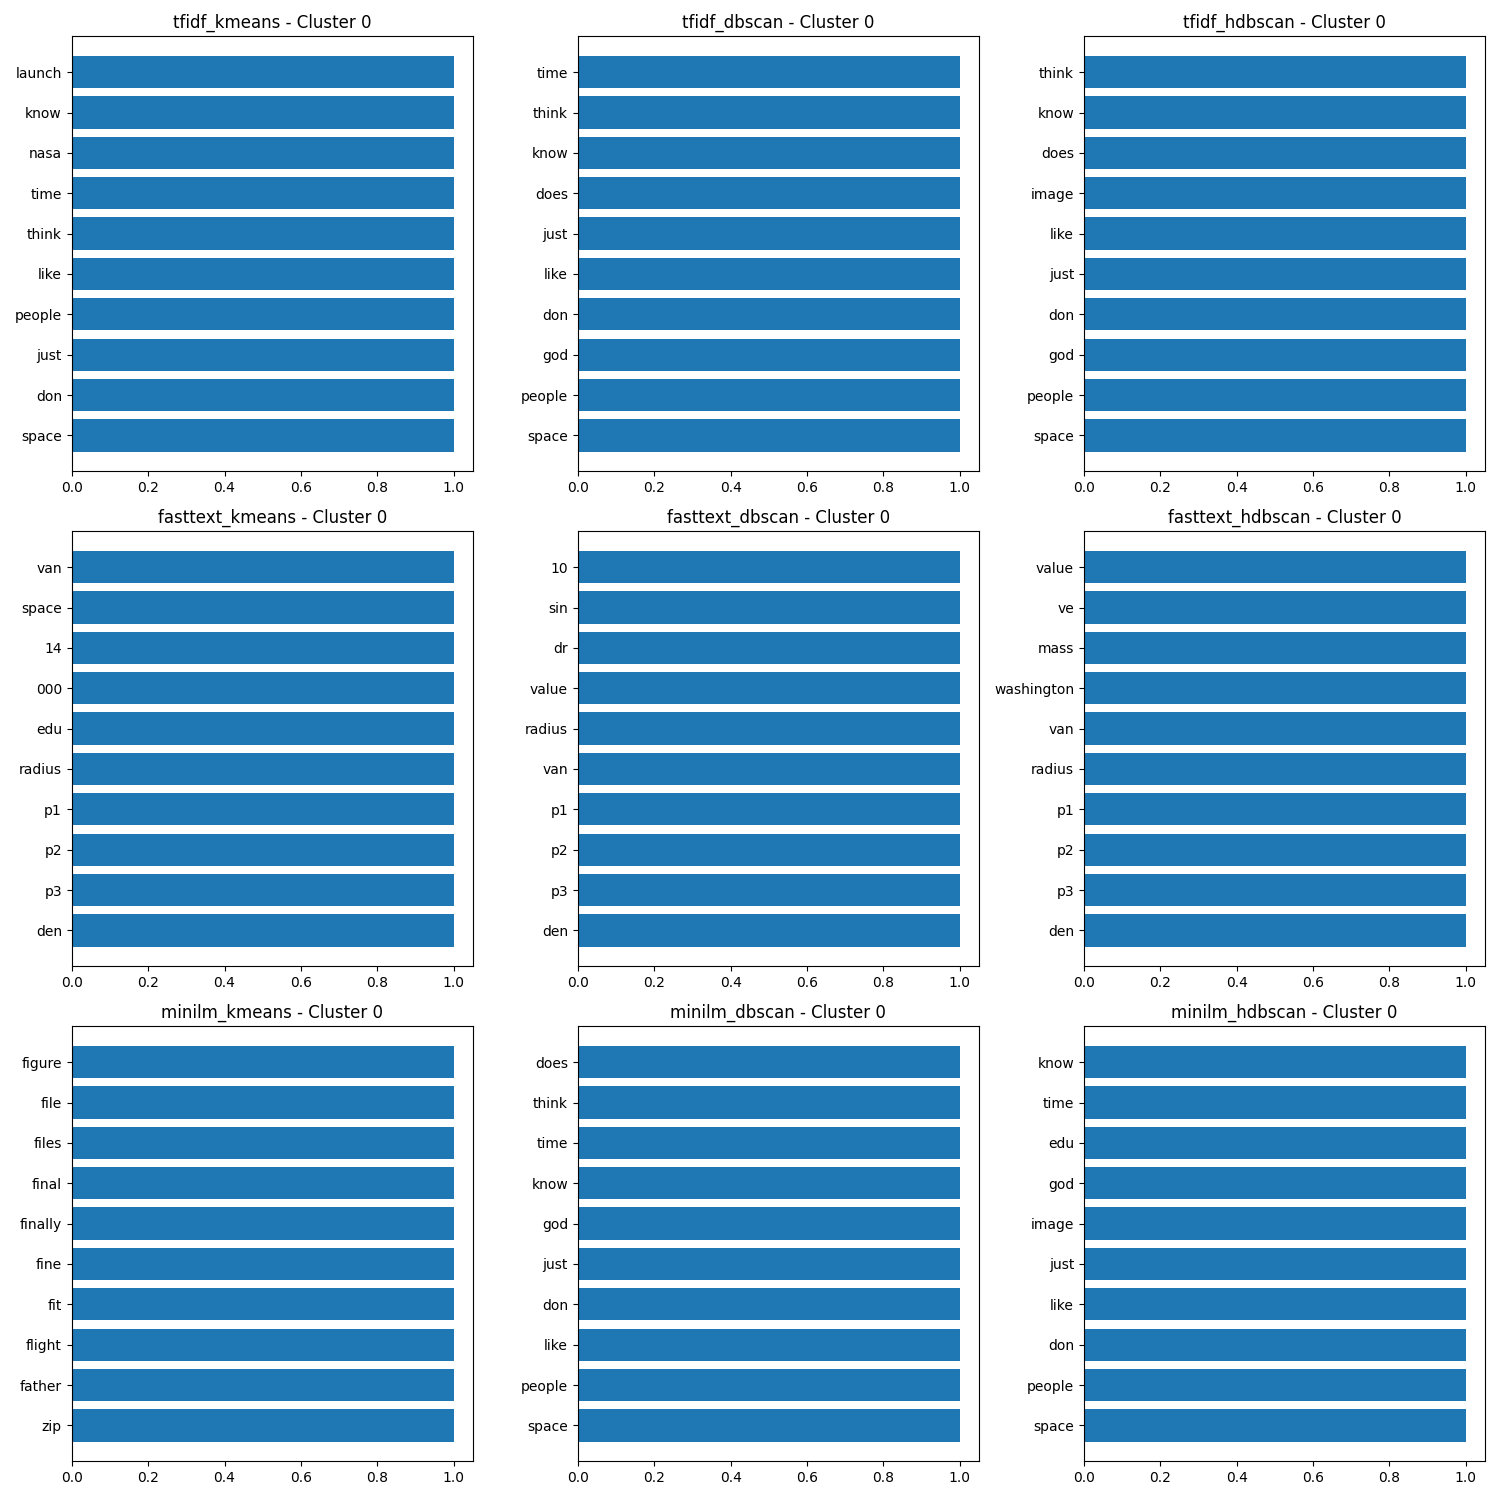 tfidf_kmeans - Cluster 0
launch
know
nasa
time
think
like
people
just
don
space
0.0 0.2 0.4 0.6 0.8 1.0
tfidf_dbscan - Cluster 0
time
think
know
does
just
like
don
god
people
space
0.0 0.2 0.4 0.6 0.8 1.0
tfidf_hdbscan - Cluster 0
think
know
does
image
like
just
don
god
people
space
0.0 0.2 0.4 0.6 0.8 1.0
fasttext_kmeans - Cluster 0
van
space
14
000
edu
radius
p1
p2
p3
den
0.0 0.2 0.4 0.6 0.8 1.0
fasttext_dbscan - Cluster 0
10
sin
dr
value
radius
van
p1
p2
p3
den
0.0 0.2 0.4 0.6 0.8 1.0
fasttext_hdbscan - Cluster 0
value
ve
mass
washington
van
radius
p1
p2
p3
den
0.0 0.2 0.4 0.6 0.8 1.0
minilm_kmeans - Cluster 0
figure
file
files
final
finally
fine
fit
flight
father
zip
0.0 0.2 0.4 0.6 0.8 1.0
minilm_dbscan - Cluster 0
does
think
time
know
god
just
don
like
people
space
0.0 0.2 0.4 0.6 0.8 1.0
minilm_hdbscan - Cluster 0
know
time
edu
god
image
just
like
don
people
space
0.0 0.2 0.4 0.6 0.8 1.0